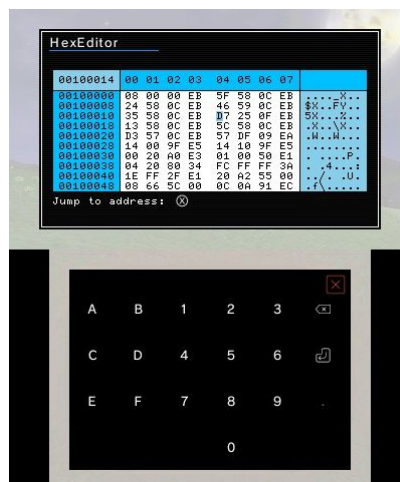 HexEditor
00100014 00 01 02 03 04 05 06 07
00100000 08 00 00 EB 5F 58 0C EB ...._X..
00100008 24 58 0C EB 46 59 0C EB $X..FY..
00100010 35 58 0C EB D7 25 0F EB 5X...%..
00100018 13 58 0C EB 5C 58 0C EB .X..\X..
00100020 D3 57 0C EB 57 DF 09 EA .W..W...
00100028 14 00 9F E5 14 10 9F E5 ........
00100030 00 20 A0 E3 01 00 50 E1 . ....P.
00100038 04 20 80 34 FC FF FF 3A . .4...:
00100040 1E FF 2F E1 20 A2 55 00 ../. .U.
00100048 08 66 5C 00 0C 0A 91 EC .f\.....
Jump to address: Ⓧ
A B 1 2 3
C D 4 5 6
E F 7 8 9 .
0